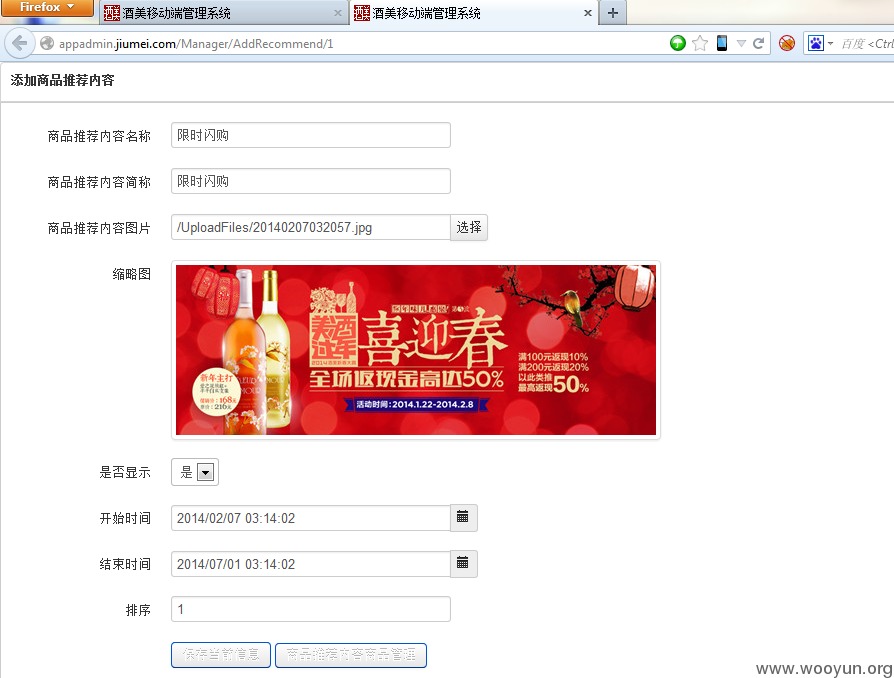 Firefox
酒美移动端管理系统
酒美移动端管理系统
appadmin.jiumei.com/Manager/AddRecommend/1
百度 <Ctrl
添加商品推荐内容
商品推荐内容名称 限时闪购
商品推荐内容简称 限时闪购
商品推荐内容图片 /UploadFiles/20140207032057.jpg 选择
缩略图
喜迎春
全场返现金高达50%
满100元返现10%
满200元返现20%
以此类推
最高返现50%
活动时间:2014.1.22-2014.2.8
新年主打
是否显示 是
开始时间 2014/02/07 03:14:02
结束时间 2014/07/01 03:14:02
排序 1
保存当前信息 商品推荐内容商品管理
www.wooyun.org